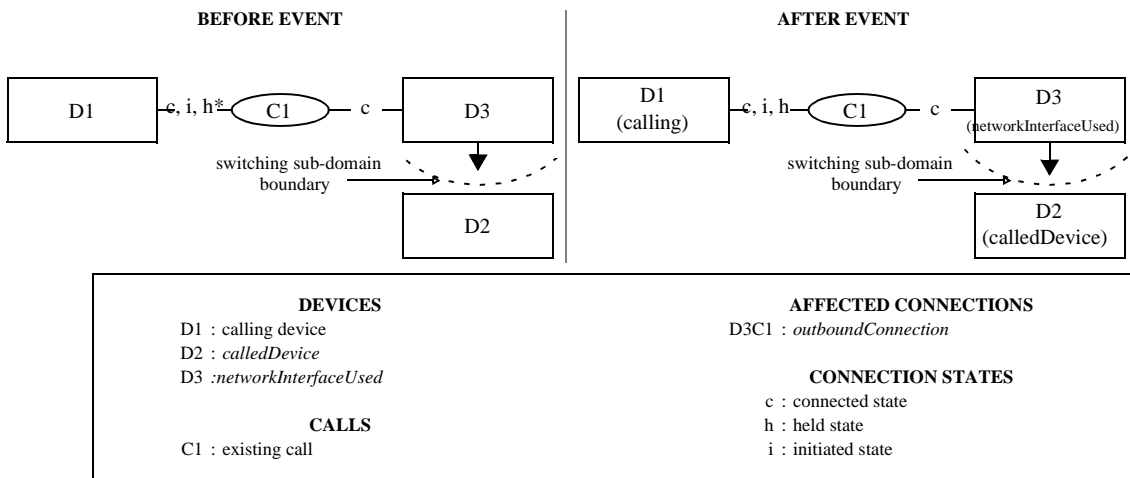 BEFORE EVENT
D1
c, i, h*
C1
c
D3
switching sub-domain
boundary
D2
AFTER EVENT
D1
(calling)
c, i, h
C1
c
D3
(networkInterfaceUsed)
switching sub-domain
boundary
D2
(calledDevice)
DEVICES
D1 : calling device
D2 : calledDevice
D3 :networkInterfaceUsed
CALLS
C1 : existing call
AFFECTED CONNECTIONS
D3C1 : outboundConnection
CONNECTION STATES
c : connected state
h : held state
i : initiated state